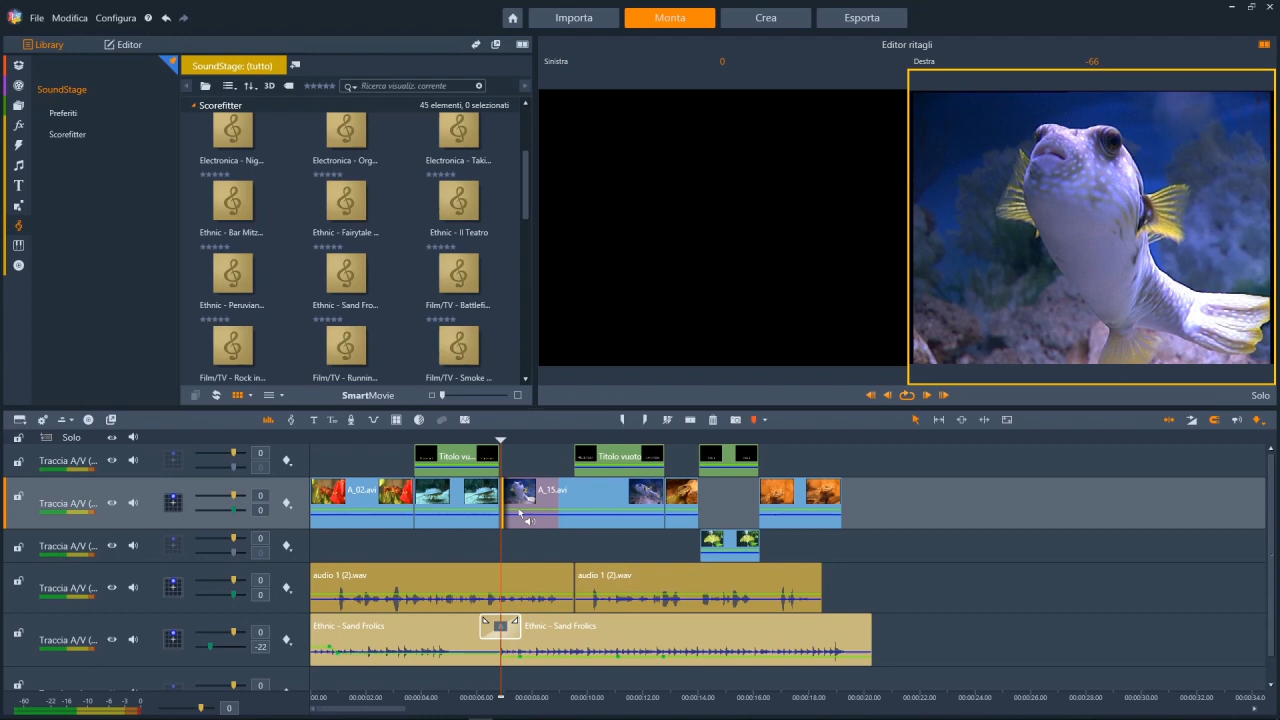 File Modifica Configura
Importa Monta Crea Esporta
Library Editor
SoundStage
Preferiti
Scorefitter
SoundStage: (tutto)
3D Ricerca visualiz. corrente
Scorefitter 45 elementi, 0 selezionati
Electronica - Nig... Electronica - Org... Electronica - Taki...
Ethnic - Bar Mitz... Ethnic - Fairytale ... Ethnic - Il Teatro
Ethnic - Peruvian... Ethnic - Sand Fro... Film/TV - Battlefi...
Film/TV - Rock in... Film/TV - Runnin... Film/TV - Smoke ...
SmartMovie
Editor ritagli
Sinistra 0 Destra -66
Solo
Solo
Traccia A/V (... 0 0 Titolo vu... Titolo vuoto
Traccia A/V (... 0 0 A_02.avi A_15.avi
Traccia A/V (... 0 0
Traccia A/V (... 0 0 audio 1 (2).wav audio 1 (2).wav
Traccia A/V (... 0 -22 Ethnic - Sand Frolics A Ethnic - Sand Frolics
Traccia A/V (... 0
00.00 00:00:02.00 00:00:04.00 00:00:06.00 00:00:08.00 00:00:10.00 00:00:12.00 00:00:14.00 00:00:16.00 00:00:18.00 00:00:20.00 00:00:22.00 00:00:24.00 00:00:26.00 00:00:28.00 00:00:30.00 00:00:32.00 00:00:34.0
-60 -22 -16 -10 -6 -3 0 0